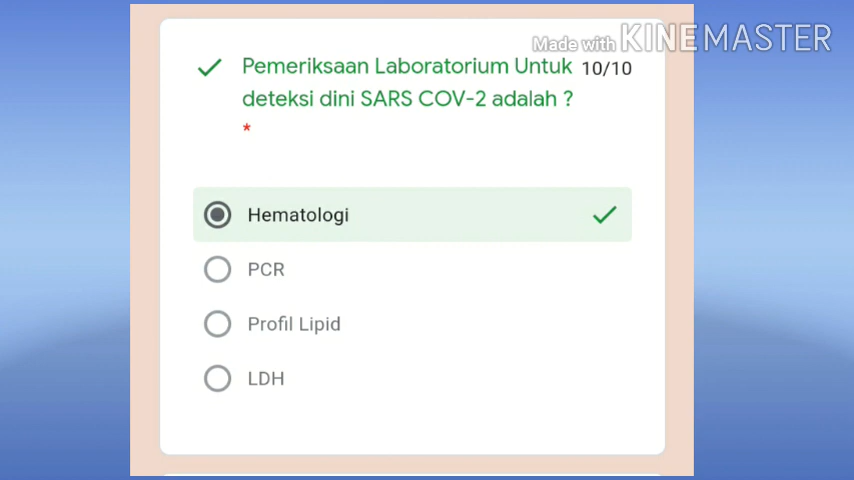 Made with KINEMASTER
Pemeriksaan Laboratorium Untuk 10/10
deteksi dini SARS COV-2 adalah ?
*
Hematologi
PCR
Profil Lipid
LDH